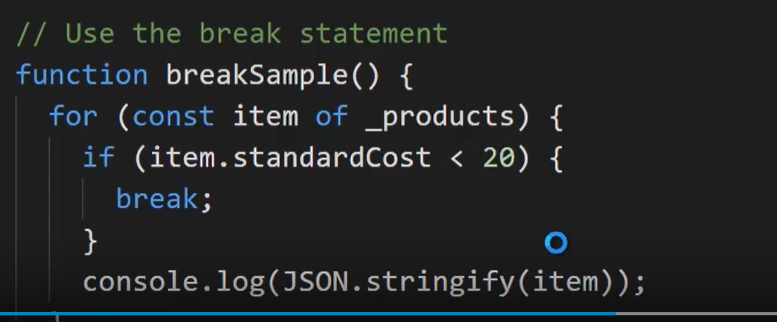 // Use the break statement
function breakSample() {
  for (const item of _products) {
    if (item.standardCost < 20) {
      break;
    }
    console.log(JSON.stringify(item));